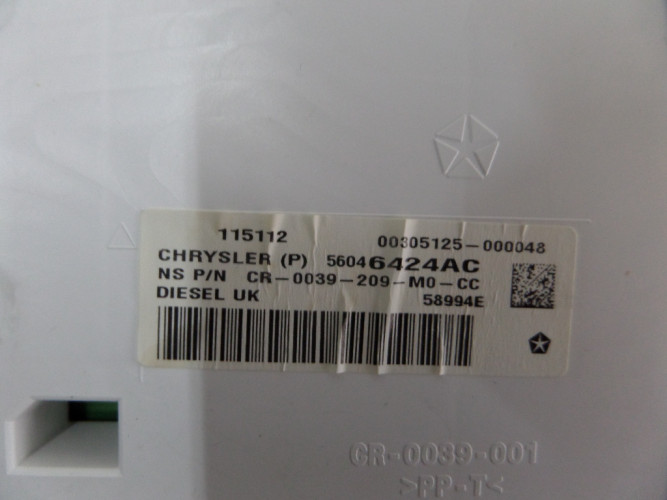 115112 00305125-000048
CHRYSLER (P) 56046424AC
NS P/N CR-0039-209-M0-CC
DIESEL UK 58994E
CR-0039-001
>PP-T<